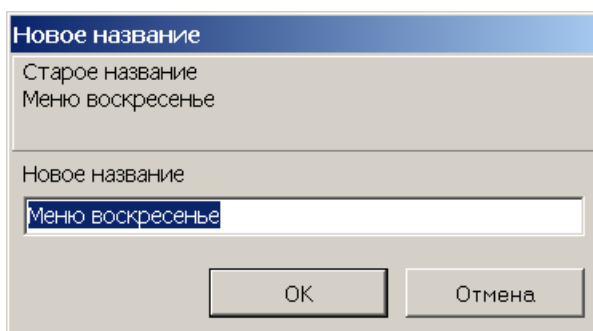 Новое название
Старое название
Меню воскресенье
Новое название
Меню воскресенье
OK
Отмена